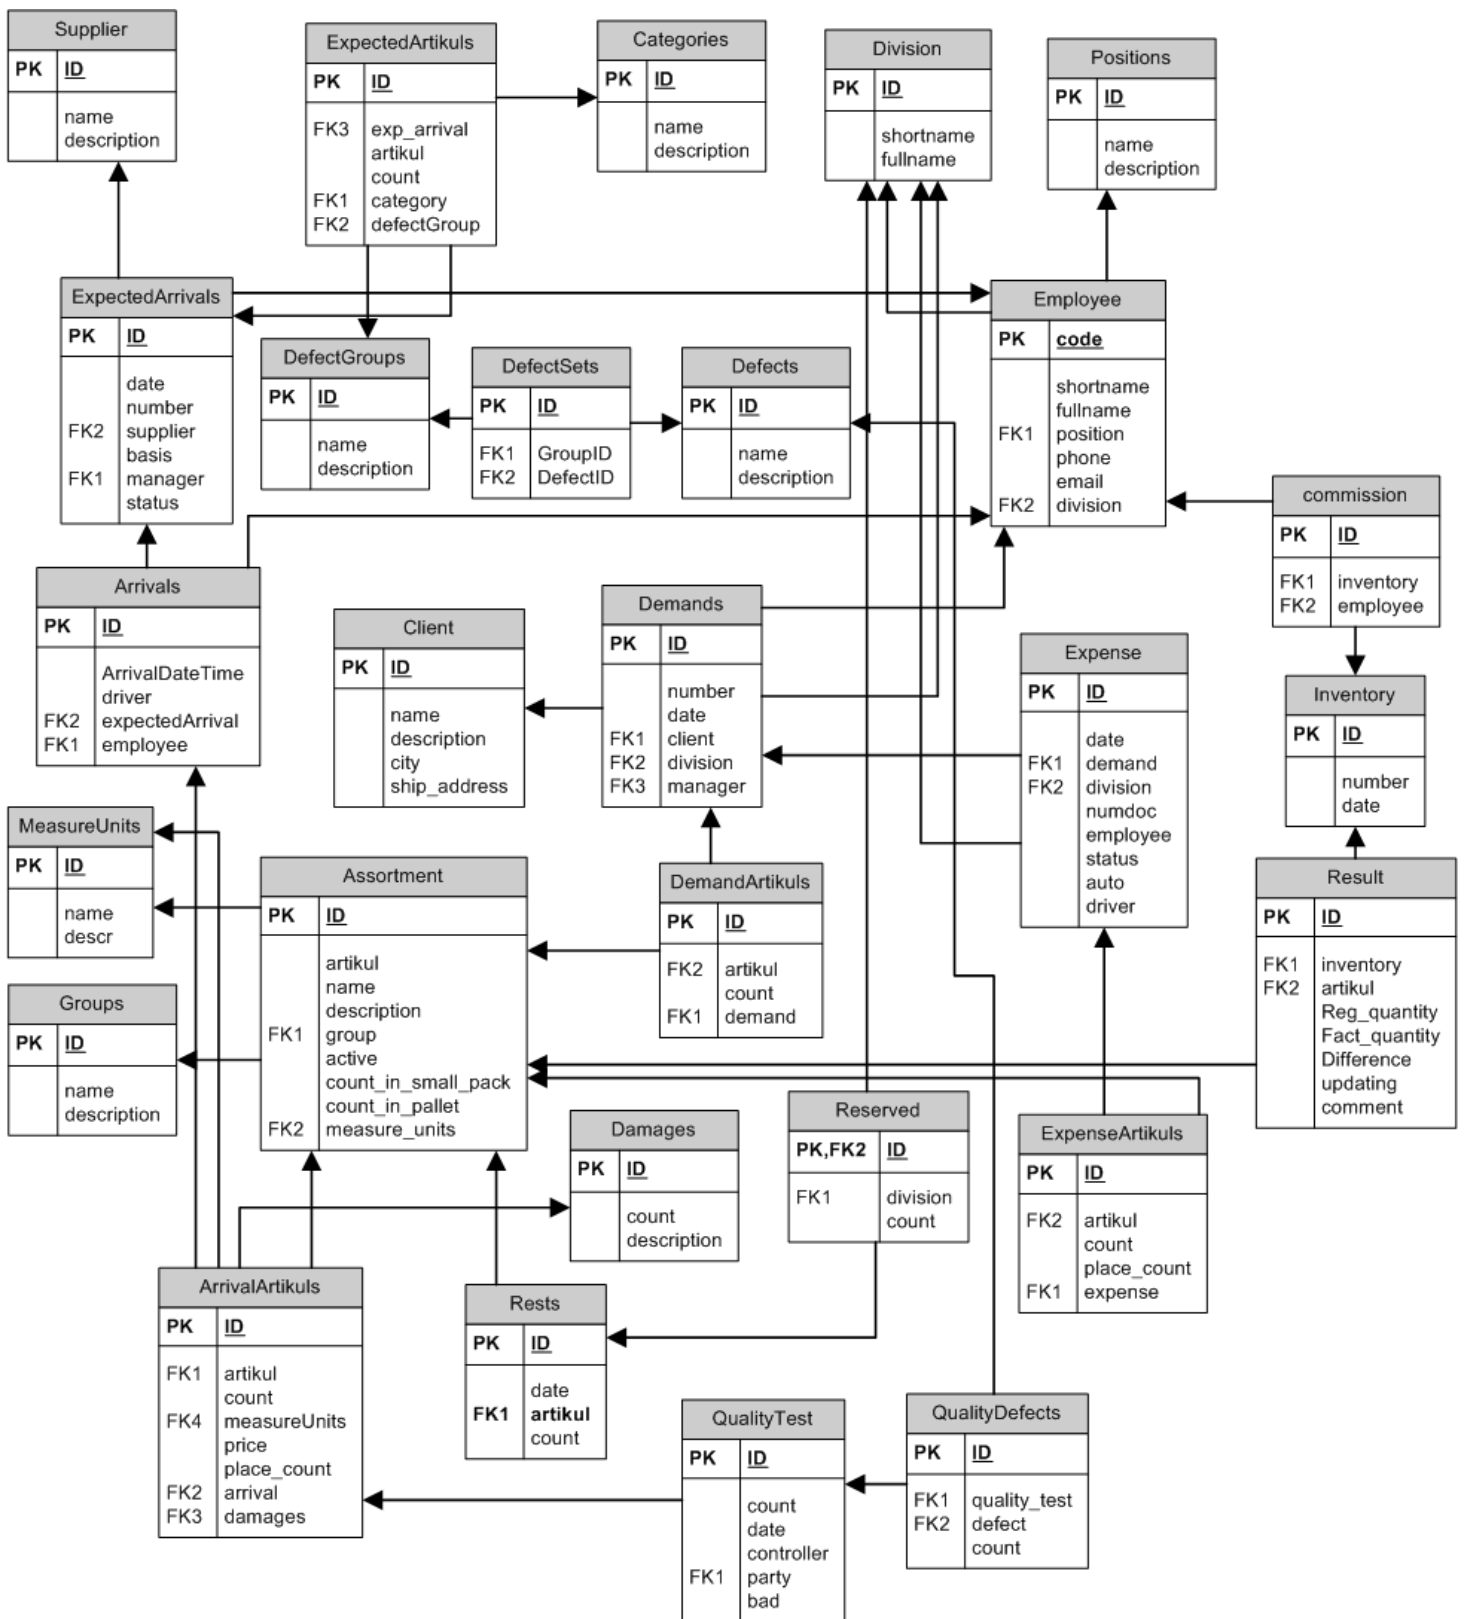 Supplier
PK ID
name
description
ExpectedArtikuls
PK ID
FK3 exp_arrival
artikul
count
FK1 category
FK2 defectGroup
Categories
PK ID
name
description
Division
PK ID
shortname
fullname
Positions
PK ID
name
description
ExpectedArrivals
PK ID
date
number
FK2 supplier
basis
FK1 manager
status
DefectGroups
PK ID
name
description
DefectSets
PK ID
FK1 GroupID
FK2 DefectID
Defects
PK ID
name
description
Employee
PK code
shortname
fullname
FK1 position
phone
email
FK2 division
commission
PK ID
FK1 inventory
FK2 employee
Arrivals
PK ID
ArrivalDateTime
driver
FK2 expectedArrival
FK1 employee
Client
PK ID
name
description
city
ship_address
Demands
PK ID
number
date
FK1 client
FK2 division
FK3 manager
Expense
PK ID
date
FK1 demand
FK2 division
numdoc
employee
status
auto
driver
Inventory
PK ID
number
date
MeasureUnits
PK ID
name
descr
Assortment
PK ID
artikul
name
description
FK1 group
active
count_in_small_pack
count_in_pallet
FK2 measure_units
DemandArtikuls
PK ID
FK2 artikul
count
FK1 demand
Result
PK ID
FK1 inventory
FK2 artikul
Reg_quantity
Fact_quantity
Difference
updating
comment
Groups
PK ID
name
description
Damages
PK ID
count
description
Reserved
PK,FK2 ID
FK1 division
count
ExpenseArtikuls
PK ID
FK2 artikul
count
place_count
FK1 expense
ArrivalArtikuls
PK ID
FK1 artikul
count
FK4 measureUnits
price
place_count
FK2 arrival
FK3 damages
Rests
PK ID
date
FK1 artikul
count
QualityTest
PK ID
count
date
controller
FK1 party
bad
QualityDefects
PK ID
FK1 quality_test
FK2 defect
count